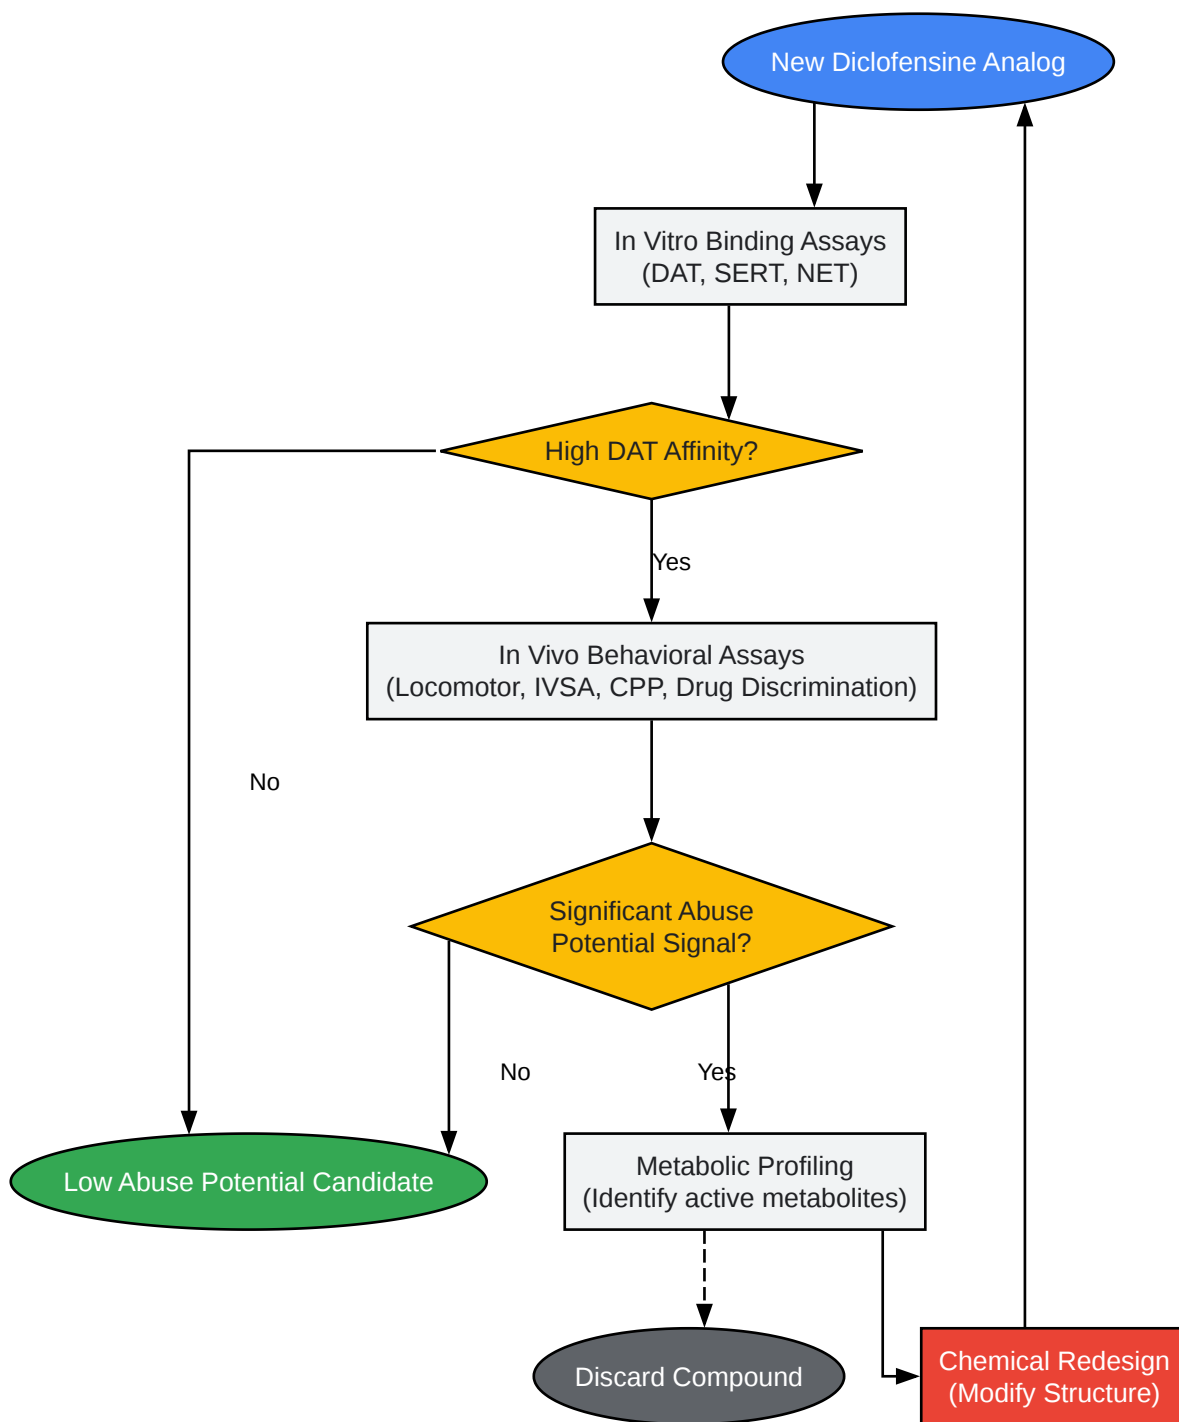 New Diclofensine Analog
In Vitro Binding Assays
(DAT, SERT, NET)
High DAT Affinity?
Yes
In Vivo Behavioral Assays
(Locomotor, IVSA, CPP, Drug Discrimination)
No
Significant Abuse
Potential Signal?
No
Yes
Low Abuse Potential Candidate
Metabolic Profiling
(Identify active metabolites)
Discard Compound
Chemical Redesign
(Modify Structure)